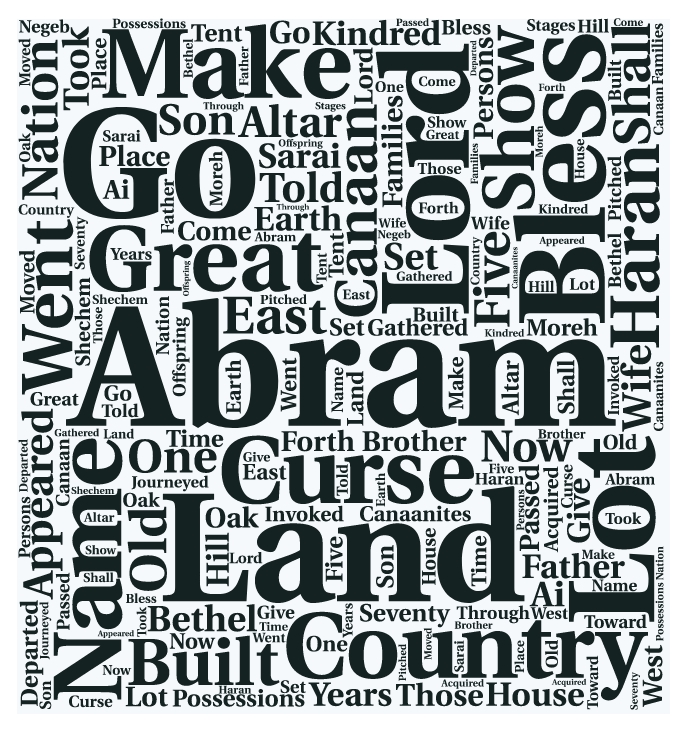 Negeb
Possessions
Tent
Go
Kindred
Passed
Bless
Stages
Hill
Come
Moved
Took
Place
Make
Bethel
Father
Lord
Lord
One
Come
Departed
Persons
Show
Forth
Bless
Built
Shall
Canaan
Families
Nation
Oak
Go
Sarai
Place
Ai
Moreh
Son
Through
Stages
Altar
Offspring
Sarai
Told
Canaan
Families
Show
Great
Those
Forth
Families
Moreh
House
Kindred
Pitched
Haran
Country
Seventy
Father
Through
Earth
Come
Abram
Wife
Negeb
Wife
Country
Canaanites
Appeared
Bethel
Went
Moved
Great
Years
Offspring
Tent
Tent
Set
Gathered
Five
Hill
Lot
East
Shechem
Shechem
Those
Nation
Offspring
Pitched
East
Set
Gathered
Built
Kindred
Moreh
Abram
Earth
Went
Name
Land
Make
Altar
Shall
Invoked
Wife
Canaanites
Great
Go
Told
Appeared
Departed
Gathered
Land
Canaan
Time
One
Journeyed
Curse
Give
East
Forth
Brother
Told
Earth
Now
Brother
Five
Haran
Old
Lot
Abram
Took
Persons
Shechem
Name
Altar
Show
Shall
Oak
Old
Land
Oak
Hill
Lord
Invoked
Canaanites
Five
Son
House
Time
Persons
Passed
Acquired
Curse
Give
Father
Make
Name
Ai
Nation
Possessions
Passed
Bless
Took
Bethel
Give
Time
Went
Years
Seventy
Through
West
Toward
Departed
Journeyed
Son
Appeared
Now
Curse
Built
Now
Country
One
Brother
Pitched
Moved
Sarai
Acquired
Place
Old
Acquired
Toward
Seventy
West
Lot
Possessions
Haran
Set
Years
Those
House